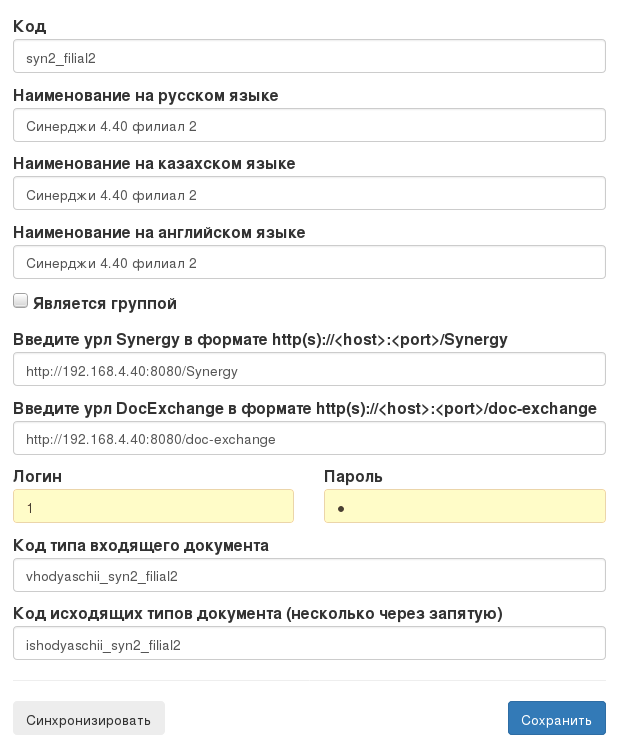 Код
syn2_filial2
Наименование на русском языке
Синерджи 4.40 филиал 2
Наименование на казахском языке
Синерджи 4.40 филиал 2
Наименование на английском языке
Синерджи 4.40 филиал 2
Является группой
Введите урл Synergy в формате http(s)://<host>:<port>/Synergy
http://192.168.4.40:8080/Synergy
Введите урл DocExchange в формате http(s)://<host>:<port>/doc-exchange
http://192.168.4.40:8080/doc-exchange
Логин Пароль
1 ●
Код типа входящего документа
vhodyaschii_syn2_filial2
Код исходящих типов документа (несколько через запятую)
ishodyaschii_syn2_filial2
Синхронизировать Сохранить